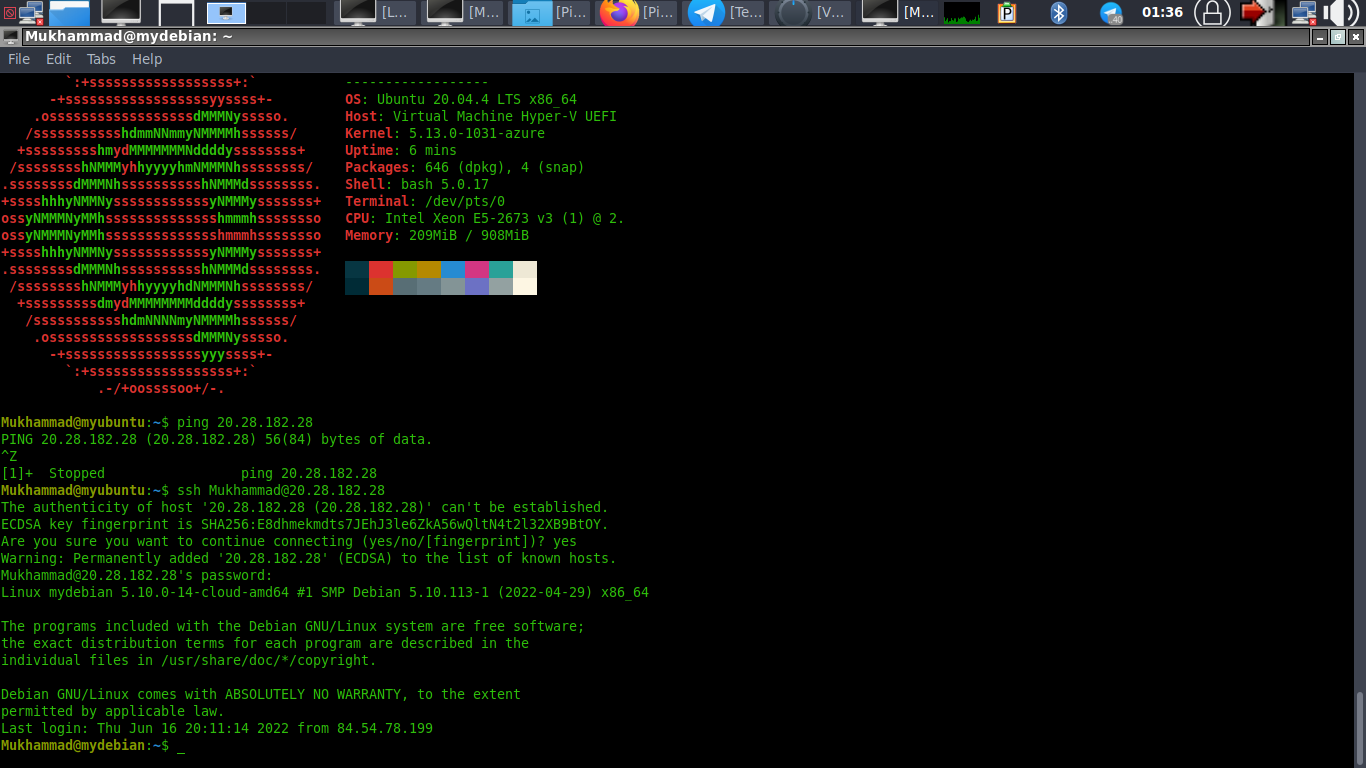 [L... [M... [Pi... [Pi... [Te... [V... [M... P .40 01:36
Mukhammad@mydebian: ~
File Edit Tabs Help
`:+ssssssssssssssssss+:` ------------------
-+ssssssssssssssssssyyssss+- OS: Ubuntu 20.04.4 LTS x86_64
.ossssssssssssssssssdMMMNysssso. Host: Virtual Machine Hyper-V UEFI
/ssssssssssshdmmNNmmyNMMMMhssssss/ Kernel: 5.13.0-1031-azure
+ssssssssshmydMMMMMMMNddddyssssssss+ Uptime: 6 mins
/sssssssshNMMMyhhyyyyhmNMMMNhssssssss/ Packages: 646 (dpkg), 4 (snap)
.ssssssssdMMMNhsssssssssshNMMMdssssssss. Shell: bash 5.0.17
+sssshhhyNMMNyssssssssssssyNMMMysssssss+ Terminal: /dev/pts/0
ossyNMMMNyMMhsssssssssssssshmmmhssssssso CPU: Intel Xeon E5-2673 v3 (1) @ 2.
ossyNMMMNyMMhsssssssssssssshmmmhssssssso Memory: 209MiB / 908MiB
+sssshhhyNMMNyssssssssssssyNMMMysssssss+
.ssssssssdMMMNhsssssssssshNMMMdssssssss.
/sssssssshNMMMyhhyyyyhdNMMMNhssssssss/
+sssssssssdmydMMMMMMMMddddyssssssss+
/ssssssssssshdmNNNNmyNMMMMhssssss/
.ossssssssssssssssssdMMMNysssso.
-+sssssssssssssssssyyyssss+-
`:+ssssssssssssssssss+:`
.-/+oossssoo+/-.
Mukhammad@myubuntu:~$ ping 20.28.182.28
PING 20.28.182.28 (20.28.182.28) 56(84) bytes of data.
^Z
[1]+  Stopped                 ping 20.28.182.28
Mukhammad@myubuntu:~$ ssh Mukhammad@20.28.182.28
The authenticity of host '20.28.182.28 (20.28.182.28)' can't be established.
ECDSA key fingerprint is SHA256:E8dhmekmdts7JEhJ3le6ZkA56wQltN4t2l32XB9BtOY.
Are you sure you want to continue connecting (yes/no/[fingerprint])? yes
Warning: Permanently added '20.28.182.28' (ECDSA) to the list of known hosts.
Mukhammad@20.28.182.28's password:
Linux mydebian 5.10.0-14-cloud-amd64 #1 SMP Debian 5.10.113-1 (2022-04-29) x86_64
The programs included with the Debian GNU/Linux system are free software;
the exact distribution terms for each program are described in the
individual files in /usr/share/doc/*/copyright.
Debian GNU/Linux comes with ABSOLUTELY NO WARRANTY, to the extent
permitted by applicable law.
Last login: Thu Jun 16 20:11:14 2022 from 84.54.78.199
Mukhammad@mydebian:~$ _